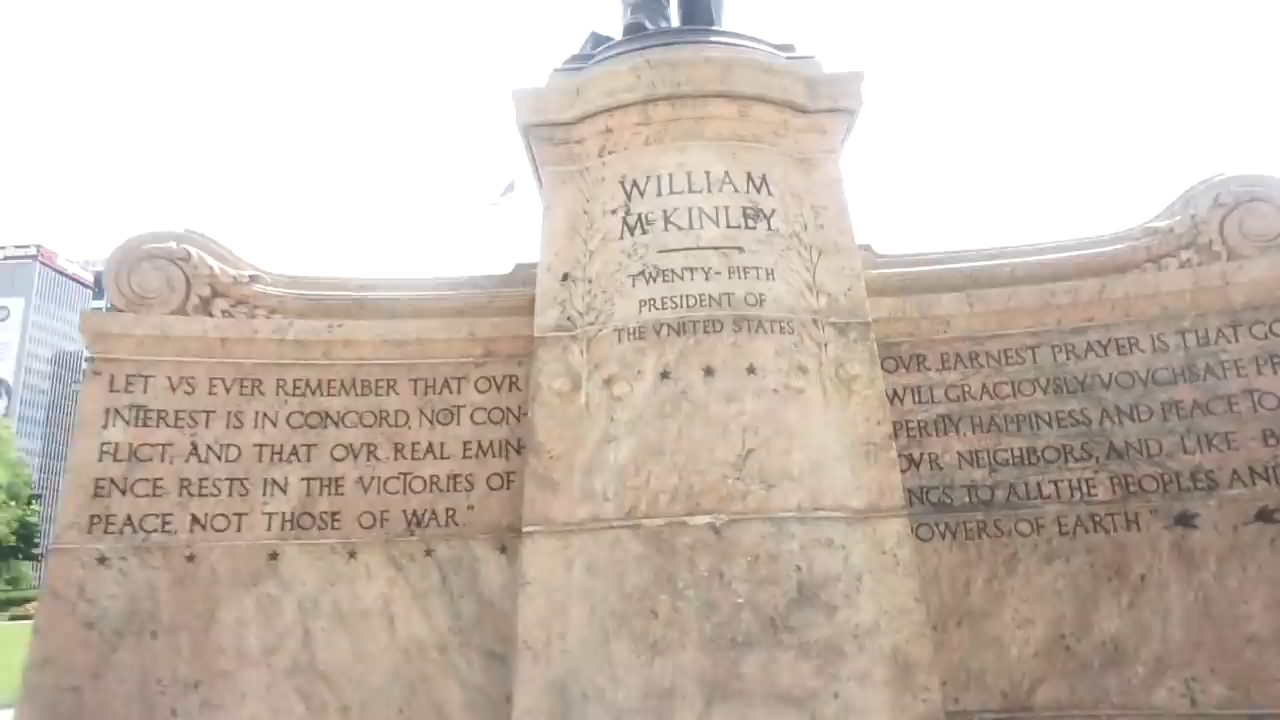 WILLIAM
McKINLEY
TWENTY-FIFTH
PRESIDENT OF
THE VNITED STATES
"LET VS EVER REMEMBER THAT OVR
INTEREST IS IN CONCORD, NOT CON-
FLICT, AND THAT OVR REAL EMIN-
ENCE RESTS IN THE VICTORIES OF
PEACE, NOT THOSE OF WAR."
OVR EARNEST PRAYER IS THAT
WILL GRACIOVSLY VOVCHSAFE
PERITY, HAPPINESS AND PEACE TO
OVR NEIGHBORS, AND LIKE
NGS TO ALL THE PEOPLES AND
OWERS OF EARTH"